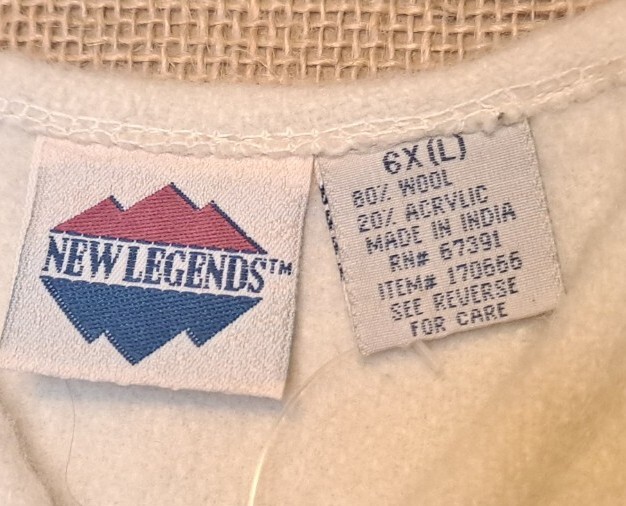 NEW LEGENDS™
6X(L)
80% WOOL
20% ACRYLIC
MADE IN INDIA
RN# 67391
ITEM# 170666
SEE REVERSE
FOR CARE